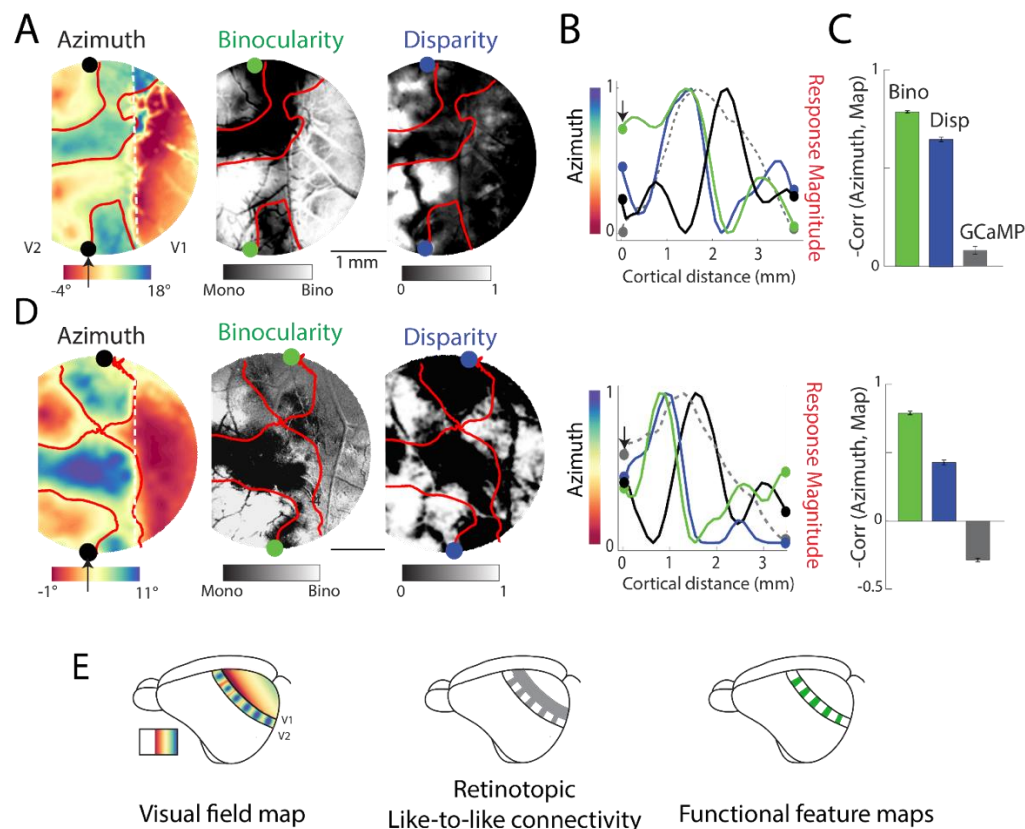 A
Azimuth
Binocularity
Disparity
V2
V1
1 mm
-4°
18°
Mono
Bino
0
1
B
Azimuth
Response Magnitude
0
1
2
3
Cortical distance (mm)
C
-Corr (Azimuth, Map)
1
0
Bino
Disp
GCaMP
D
Azimuth
Binocularity
Disparity
-1°
11°
Mono
Bino
0
1
Azimuth
Response Magnitude
0
1
2
3
Cortical distance (mm)
-Corr (Azimuth, Map)
1
0
-0.5
E
V1
V2
Visual field map
Retinotopic
Like-to-like connectivity
Functional feature maps